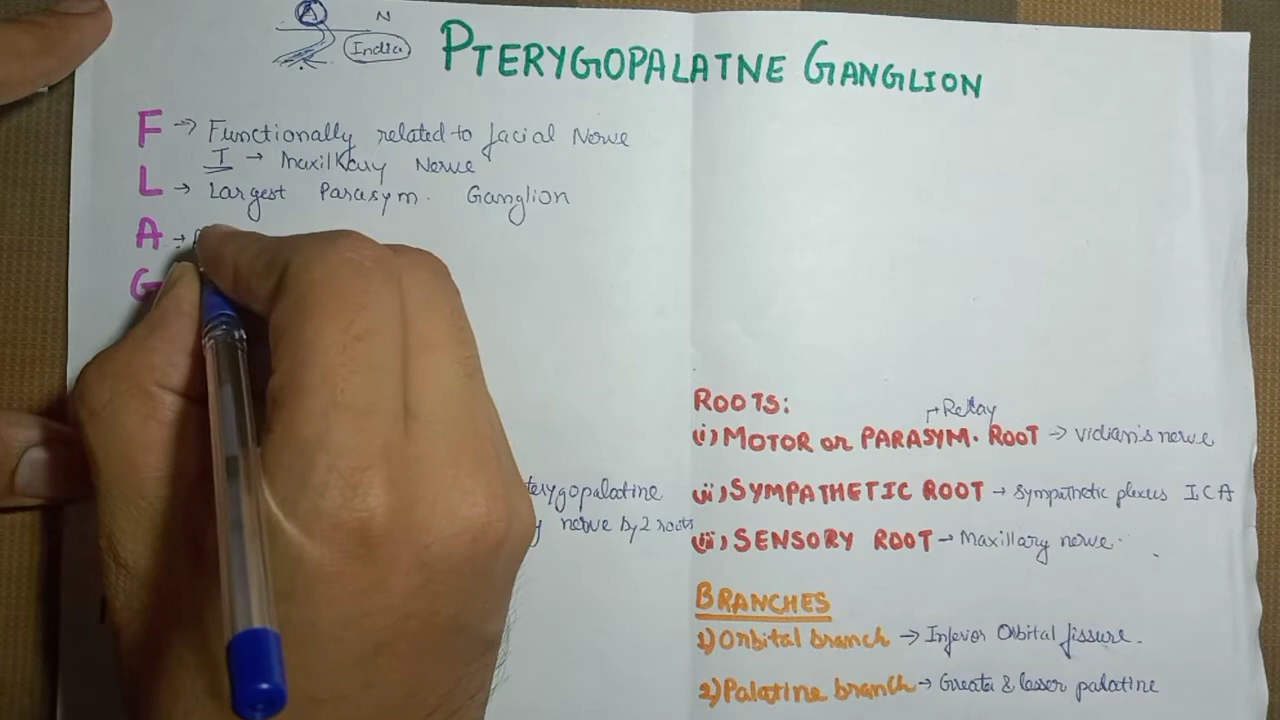 A N
India
PTERYGOPALATNE GANGLION
F → Functionally related to facial Nerve
I → Maxillary Nerve
L → Largest Parasym. Ganglion
A →
G
ROOTS:
→ Relay
(i) MOTOR or PARASYM. ROOT → vidian's nerve
terygopalatine
(ii) SYMPATHETIC ROOT → Sympathetic plexus ICA
y nerve by 2 roots
(iii) SENSORY ROOT → Maxillary nerve.
BRANCHES
1) Orbital branch → Inferior Orbital fissure.
2) Palatine branch → Greater & lesser palatine